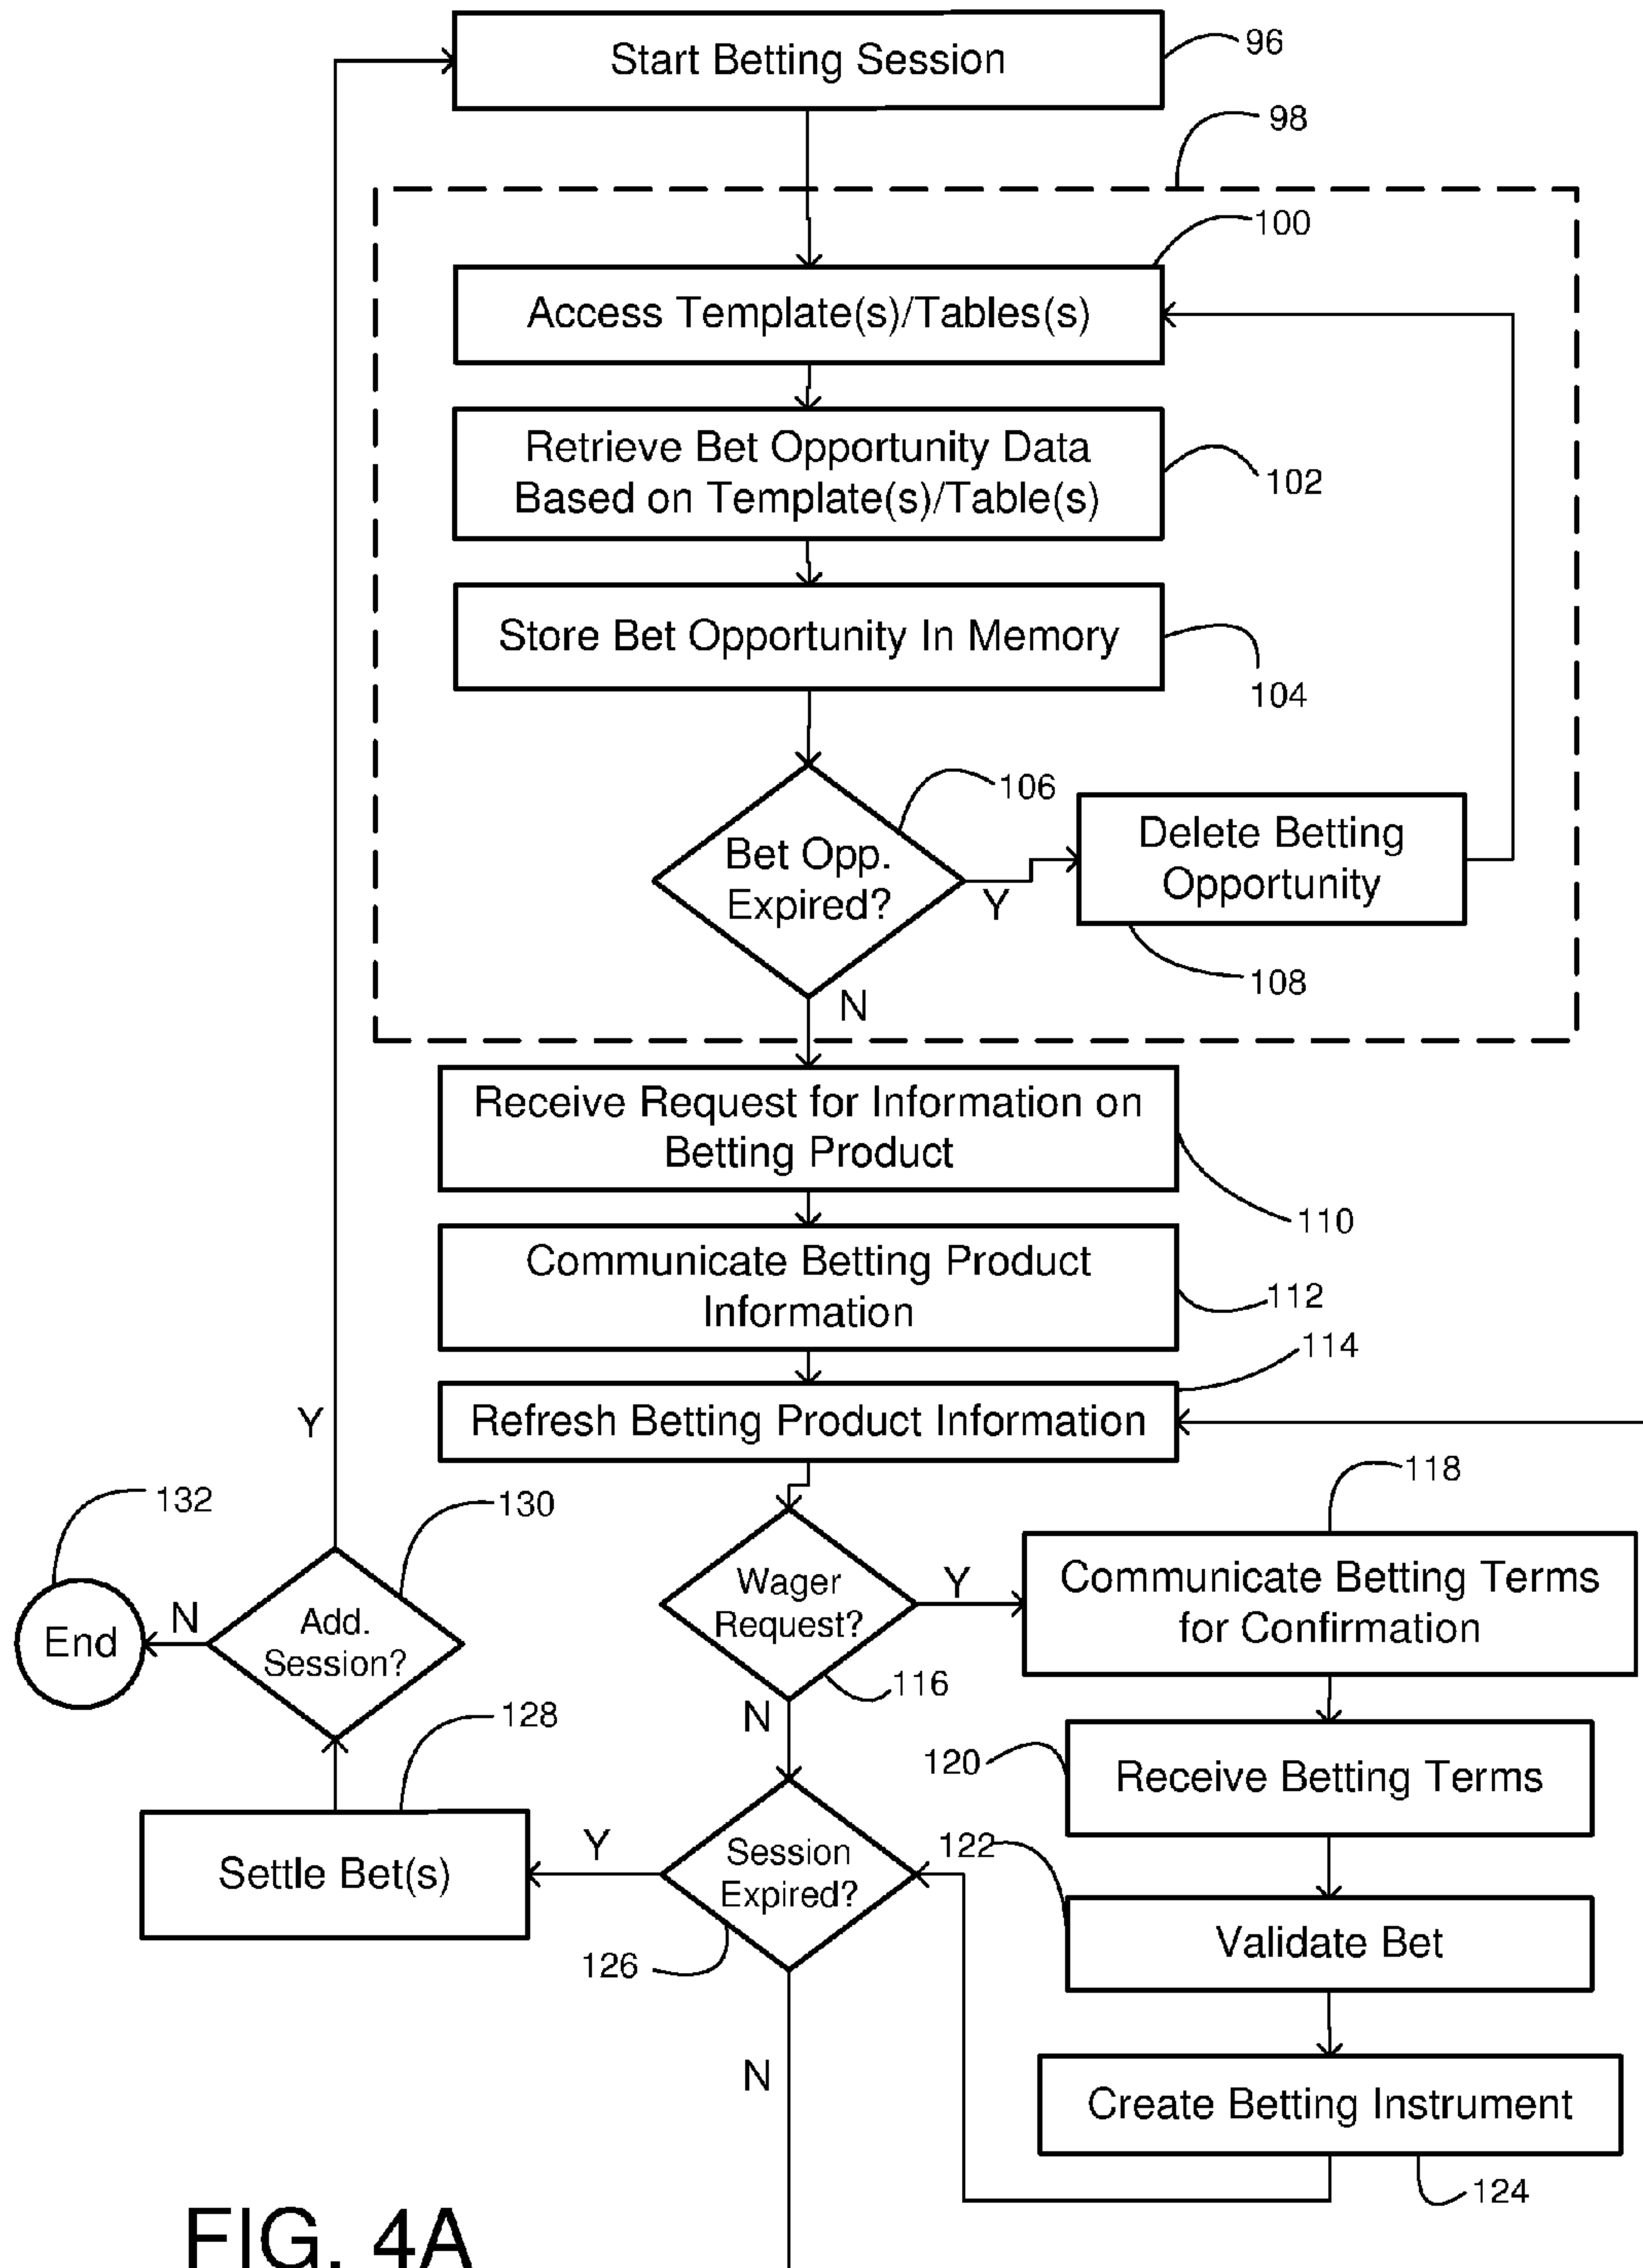 Start Betting Session
96
98
100
Access Template(s)/Tables(s)
Retrieve Bet Opportunity Data
Based on Template(s)/Table(s)
102
Store Bet Opportunity In Memory
104
106
Bet Opp.
Expired?
Y
Delete Betting
Opportunity
108
N
Receive Request for Information on
Betting Product
110
Communicate Betting Product
Information
112
114
Refresh Betting Product Information
Y
118
132
130
Wager
Request?
Y
Communicate Betting Terms
for Confirmation
End
N
Add.
Session?
116
N
128
120
Receive Betting Terms
122
Settle Bet(s)
Y
Session
Expired?
126
Validate Bet
N
Create Betting Instrument
124
FIG. 4A